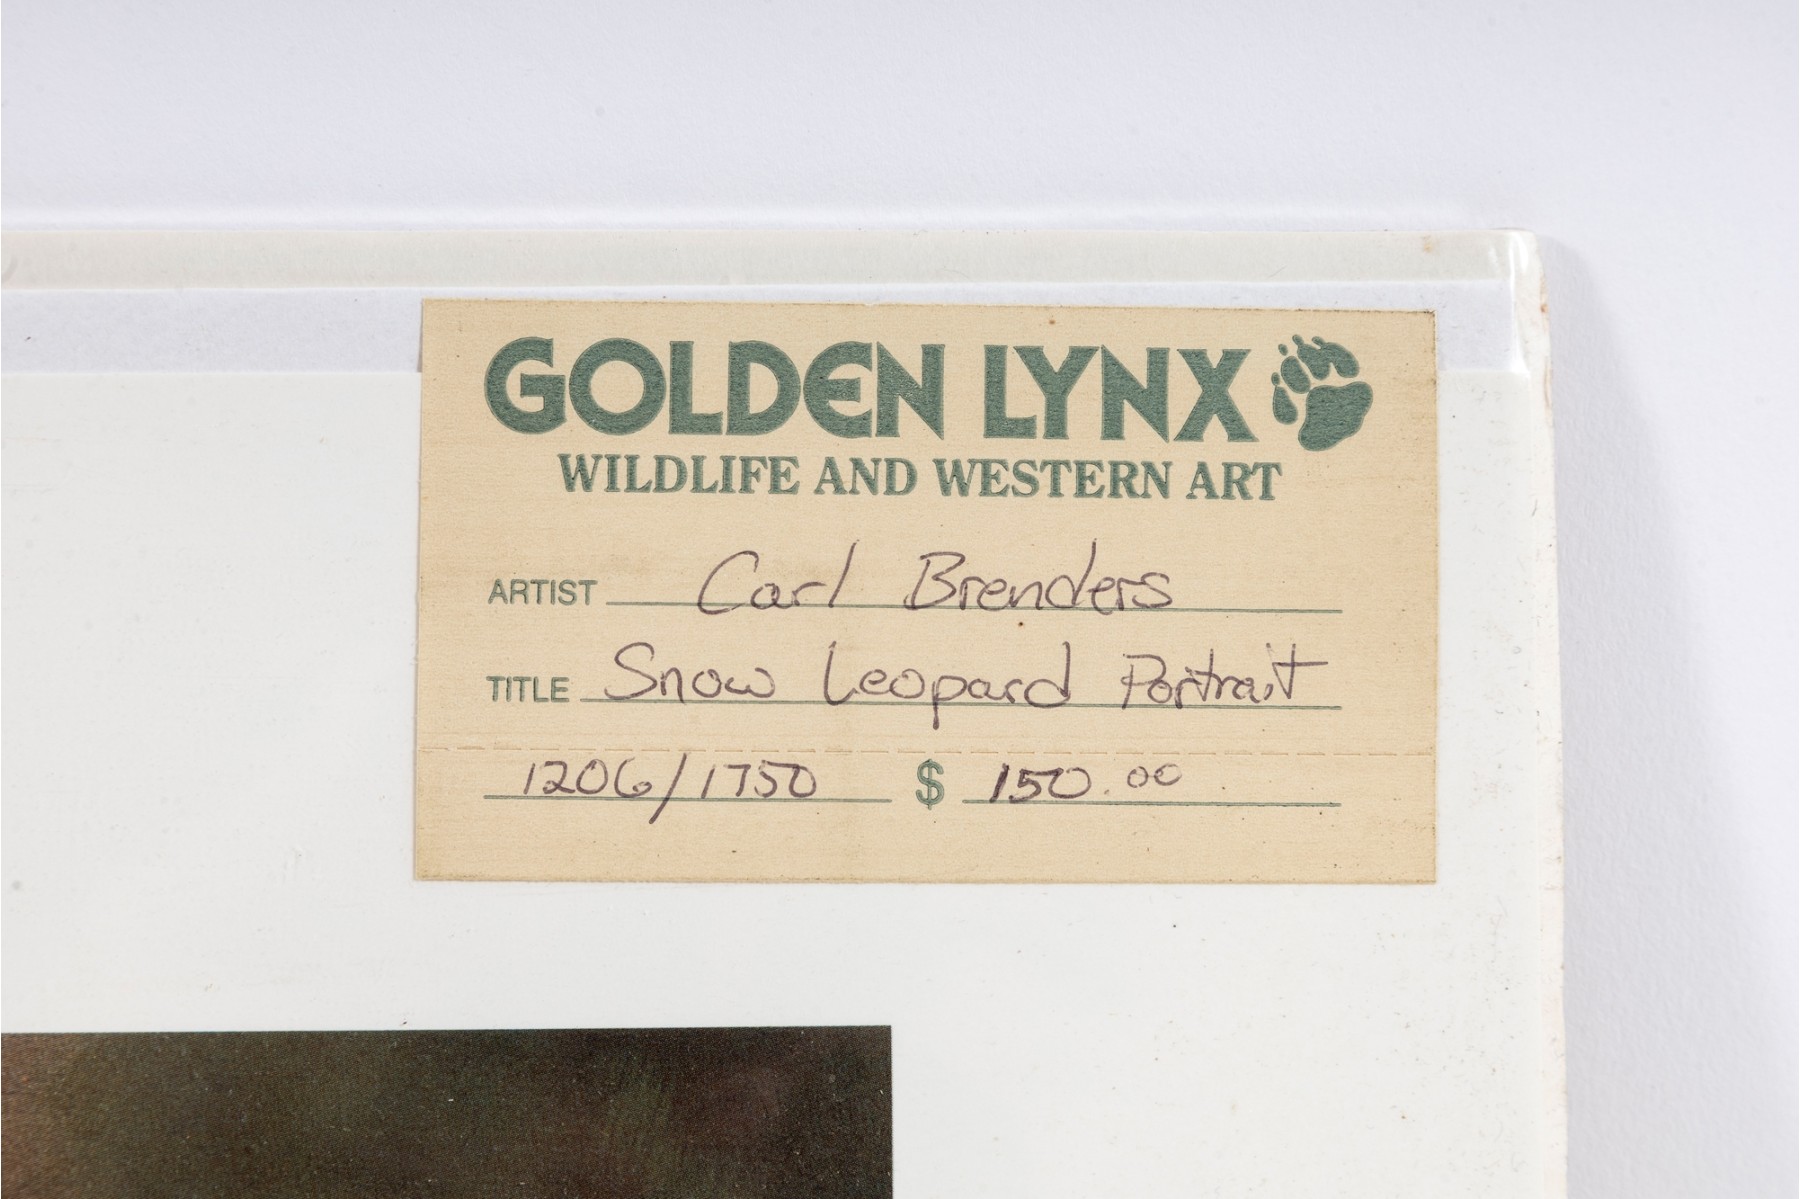 GOLDEN LYNX
WILDLIFE AND WESTERN ART
ARTIST Carl Brenders
TITLE Snow Leopard Portrait
1206/1750 $ 150.00